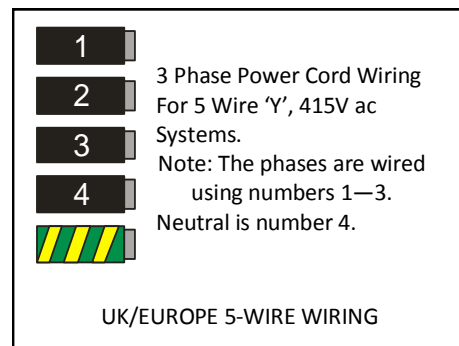 1
2
3
4
3 Phase Power Cord Wiring
For 5 Wire ‘Y’, 415V ac
Systems.
Note: The phases are wired
using numbers 1—3.
Neutral is number 4.
UK/EUROPE 5-WIRE WIRING